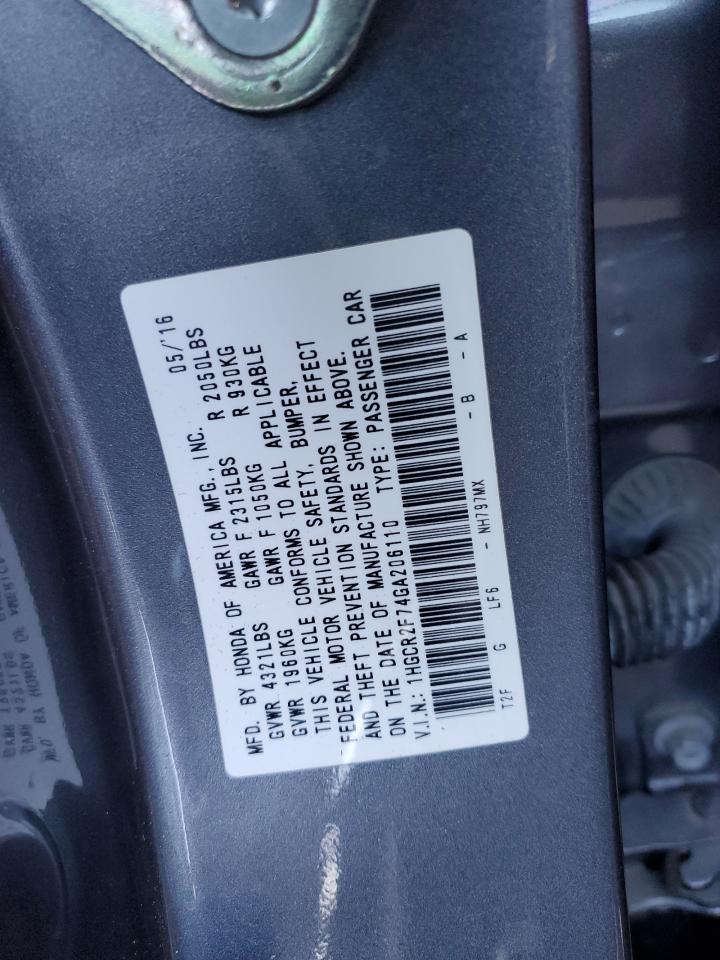 MFD. BY HONDA OF AMERICA MFG., INC. 05/'16
GVWR 4321LBS GAWR F 2315LBS R 2050LBS
GVWR 1960KG GAWR F 1050KG R 930KG
THIS VEHICLE CONFORMS TO ALL APPLICABLE
FEDERAL MOTOR VEHICLE SAFETY, BUMPER,
AND THEFT PREVENTION STANDARDS IN EFFECT
ON THE DATE OF MANUFACTURE SHOWN ABOVE.
V.I.N.: 1HGCR2F74GA206110 TYPE: PASSENGER CAR
T2F G LF6 - NH797MX - B - A